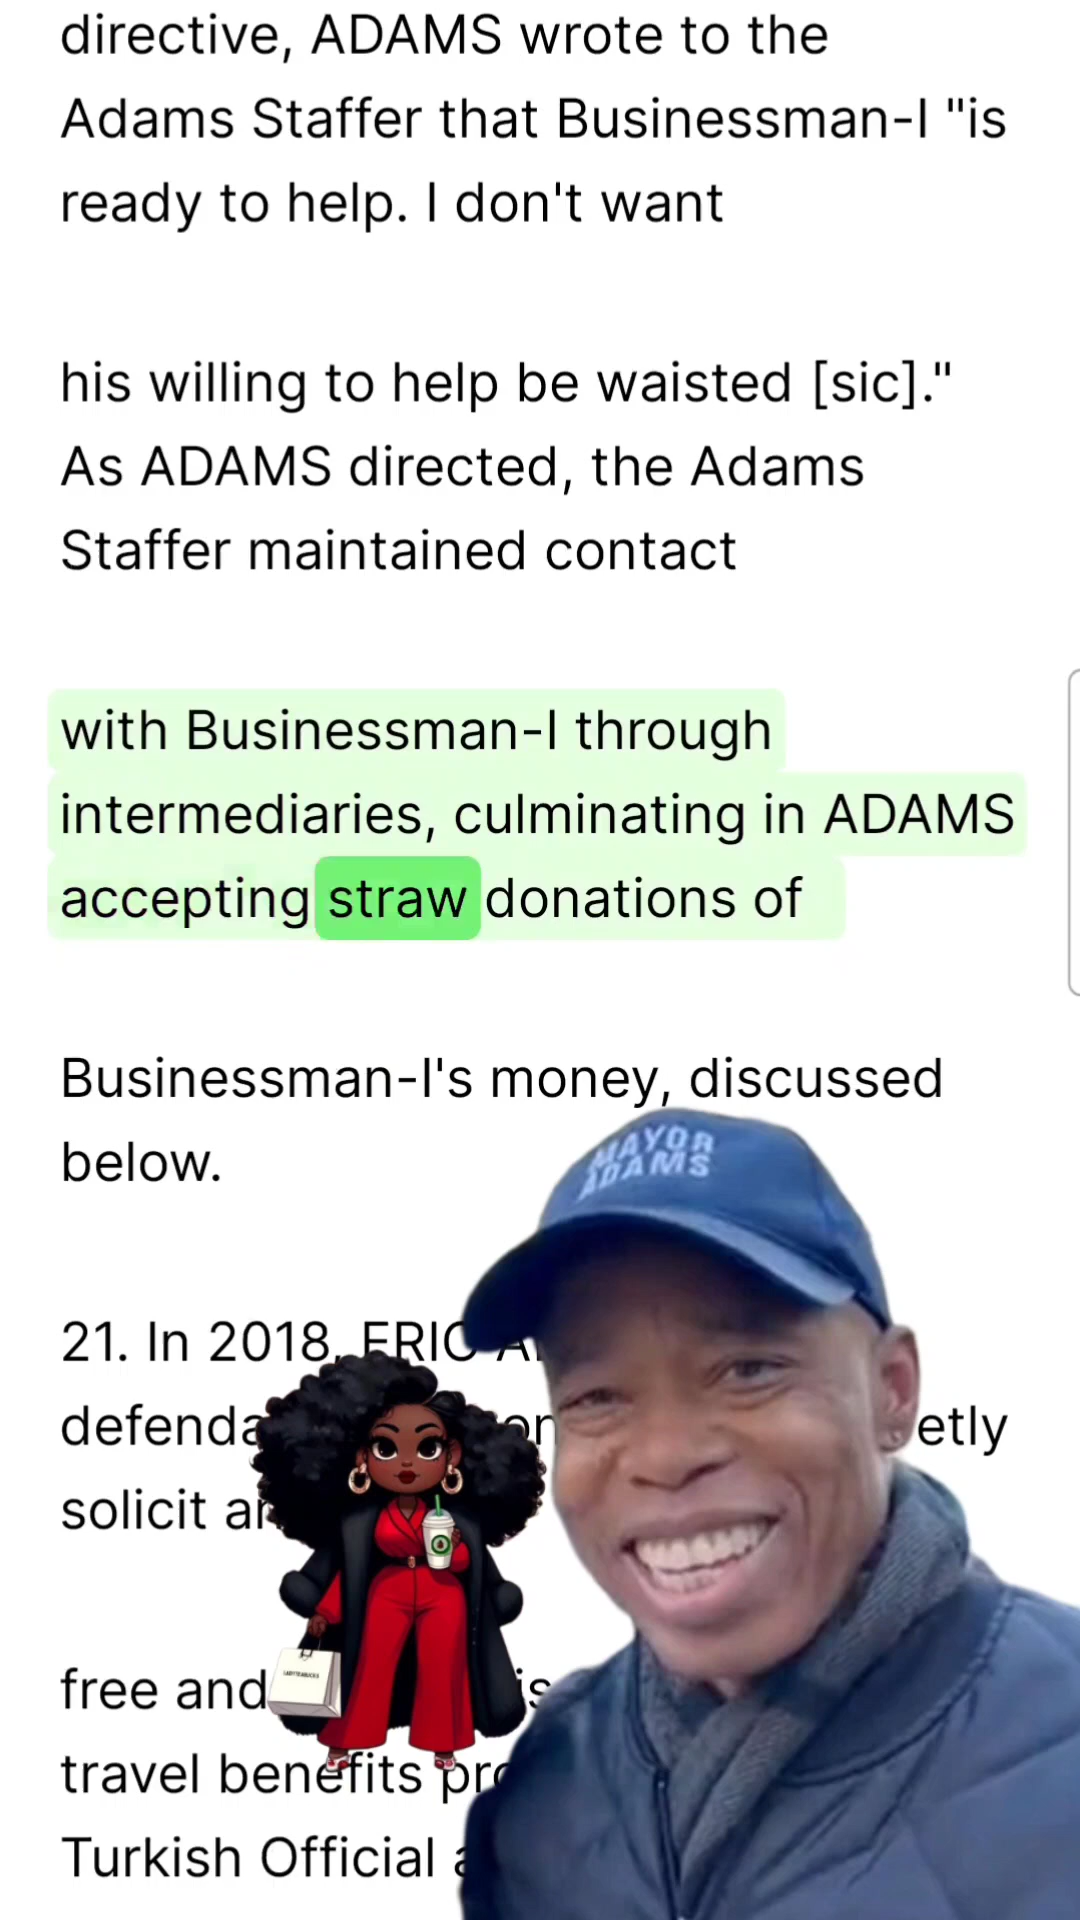 directive, ADAMS wrote to the
Adams Staffer that Businessman-I "is
ready to help. I don't want
his willing to help be waisted [sic]."
As ADAMS directed, the Adams
Staffer maintained contact
with Businessman-I through
intermediaries, culminating in ADAMS
accepting straw donations of
Businessman-I's money, discussed
below.
MAYOR
ADAMS
21. In 2018, ERIC
solicit
free and
travel benefits
Turkish Official